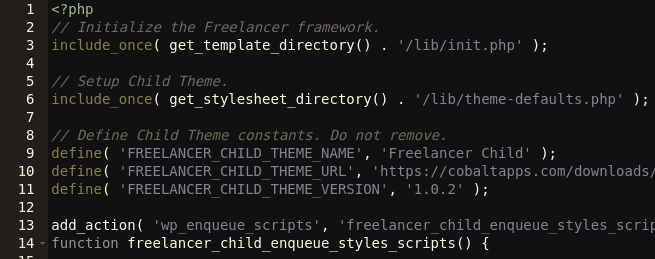 1 <?php
2 // Initialize the Freelancer framework.
3 include_once( get_template_directory() . '/lib/init.php' );
4
5 // Setup Child Theme.
6 include_once( get_stylesheet_directory() . '/lib/theme-defaults.php' );
7
8 // Define Child Theme constants. Do not remove.
9 define( 'FREELANCER_CHILD_THEME_NAME', 'Freelancer Child' );
10 define( 'FREELANCER_CHILD_THEME_URL', 'https://cobaltapps.com/downloads/
11 define( 'FREELANCER_CHILD_THEME_VERSION', '1.0.2' );
12
13 add_action( 'wp_enqueue_scripts', 'freelancer_child_enqueue_styles_scrip
14 function freelancer_child_enqueue_styles_scripts() {